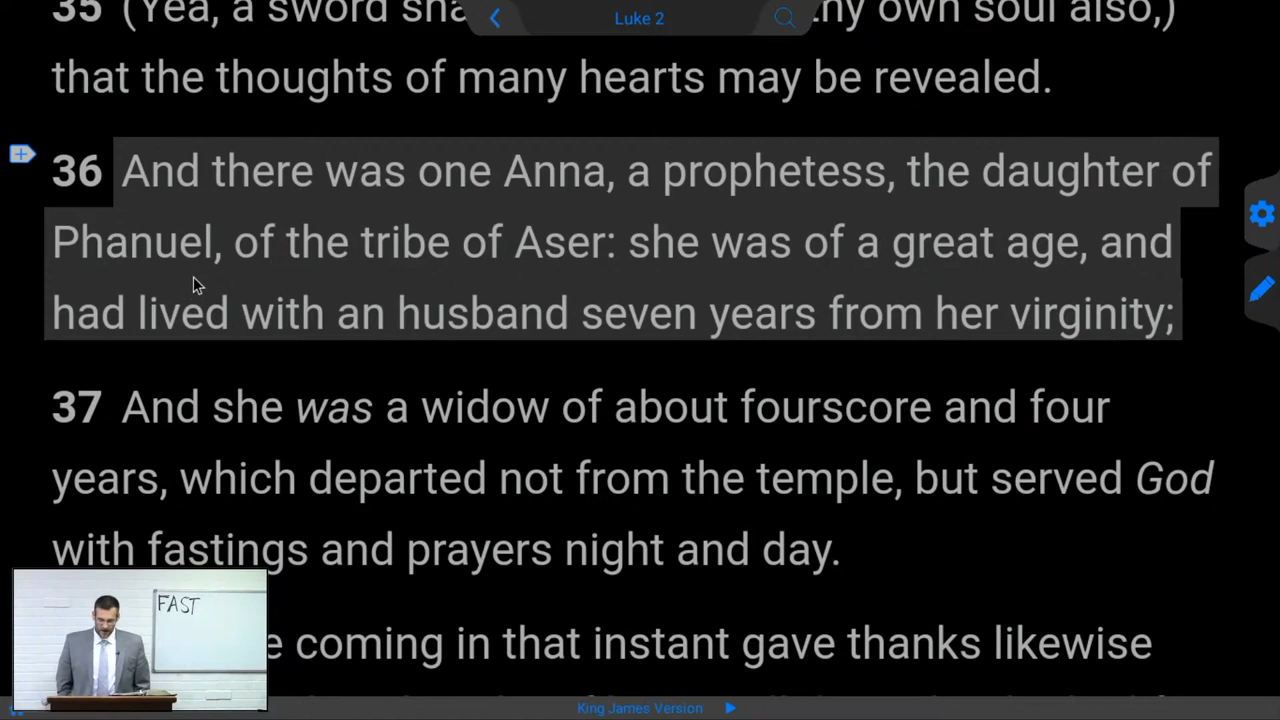 35 (Yea, a sword hy own soul also,)
Luke 2
that the thoughts of many hearts may be revealed.
36 And there was one Anna, a prophetess, the daughter of
Phanuel, of the tribe of Aser: she was of a great age, and
had lived with an husband seven years from her virginity;
37 And she was a widow of about fourscore and four
years, which departed not from the temple, but served God
with fastings and prayers night and day.
FAST
e coming in that instant gave thanks likewise
King James Version